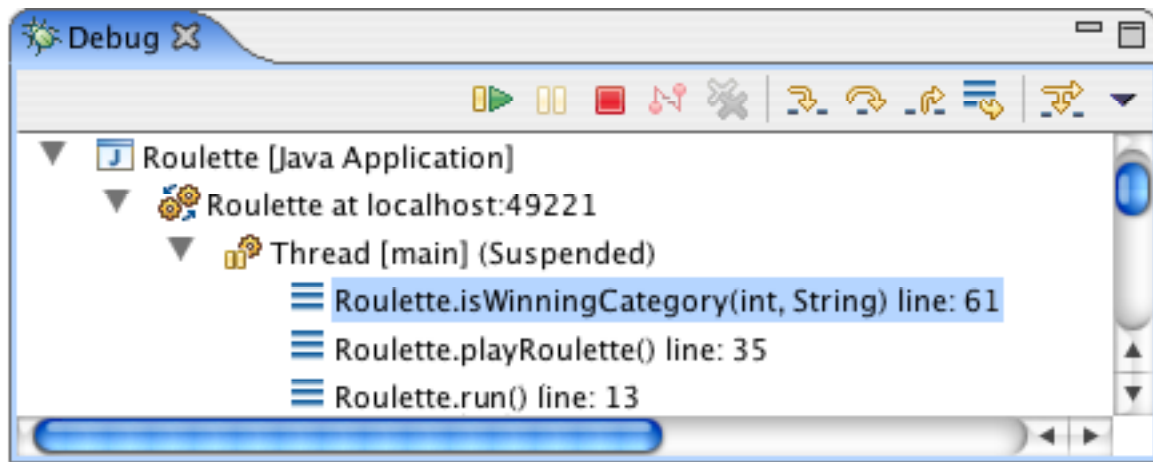 Debug
Roulette [Java Application]
Roulette at localhost:49221
Thread [main] (Suspended)
Roulette.isWinningCategory(int, String) line: 61
Roulette.playRoulette() line: 35
Roulette.run() line: 13